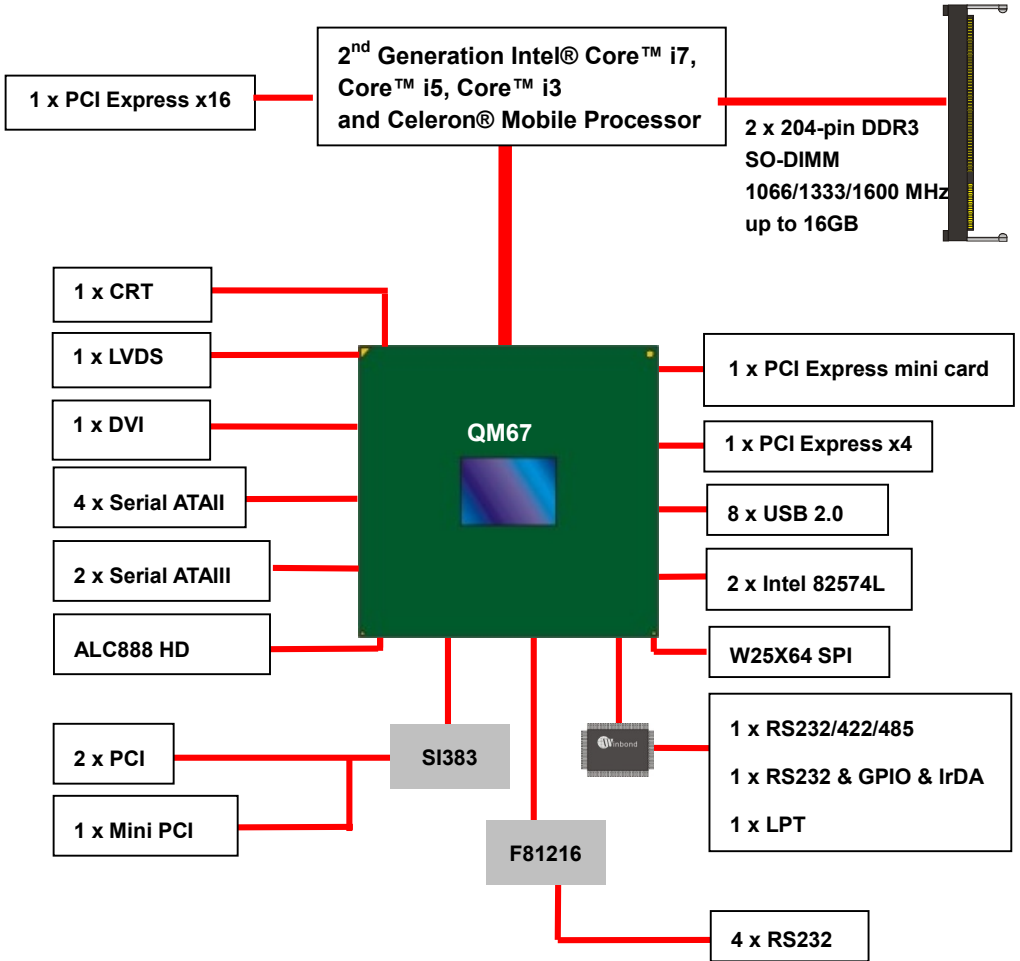 2nd Generation Intel® Core™ i7,
Core™ i5, Core™ i3
and Celeron® Mobile Processor
1 x PCI Express x16
2 x 204-pin DDR3
SO-DIMM
1066/1333/1600 MHz
up to 16GB
1 x CRT
1 x LVDS
1 x DVI
4 x Serial ATAII
2 x Serial ATAIII
ALC888 HD
QM67
1 x PCI Express mini card
1 x PCI Express x4
8 x USB 2.0
2 x Intel 82574L
W25X64 SPI
2 x PCI
1 x Mini PCI
SI383
F81216
Winbond
1 x RS232/422/485
1 x RS232 & GPIO & IrDA
1 x LPT
4 x RS232